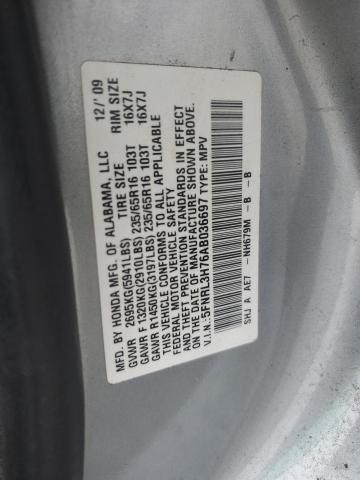 MFD. BY HONDA MFG. OF ALABAMA, LLC 12/'09
TIRE SIZE RIM SIZE
GVWR 2695KG(5941LBS)
GAWR F 1320KG(2910LBS) 235/65R16 103T 16X7J
GAWR R 1450KG(3197LBS) 235/65R16 103T 16X7J
THIS VEHICLE CONFORMS TO ALL APPLICABLE
FEDERAL MOTOR VEHICLE SAFETY AND
THEFT PREVENTION STANDARDS IN EFFECT
ON THE DATE OF MANUFACTURE SHOWN ABOVE.
V.I.N.:5FNRL3H76AB036697 TYPE: MPV
SHJ A AE7 -NH679M - B - B